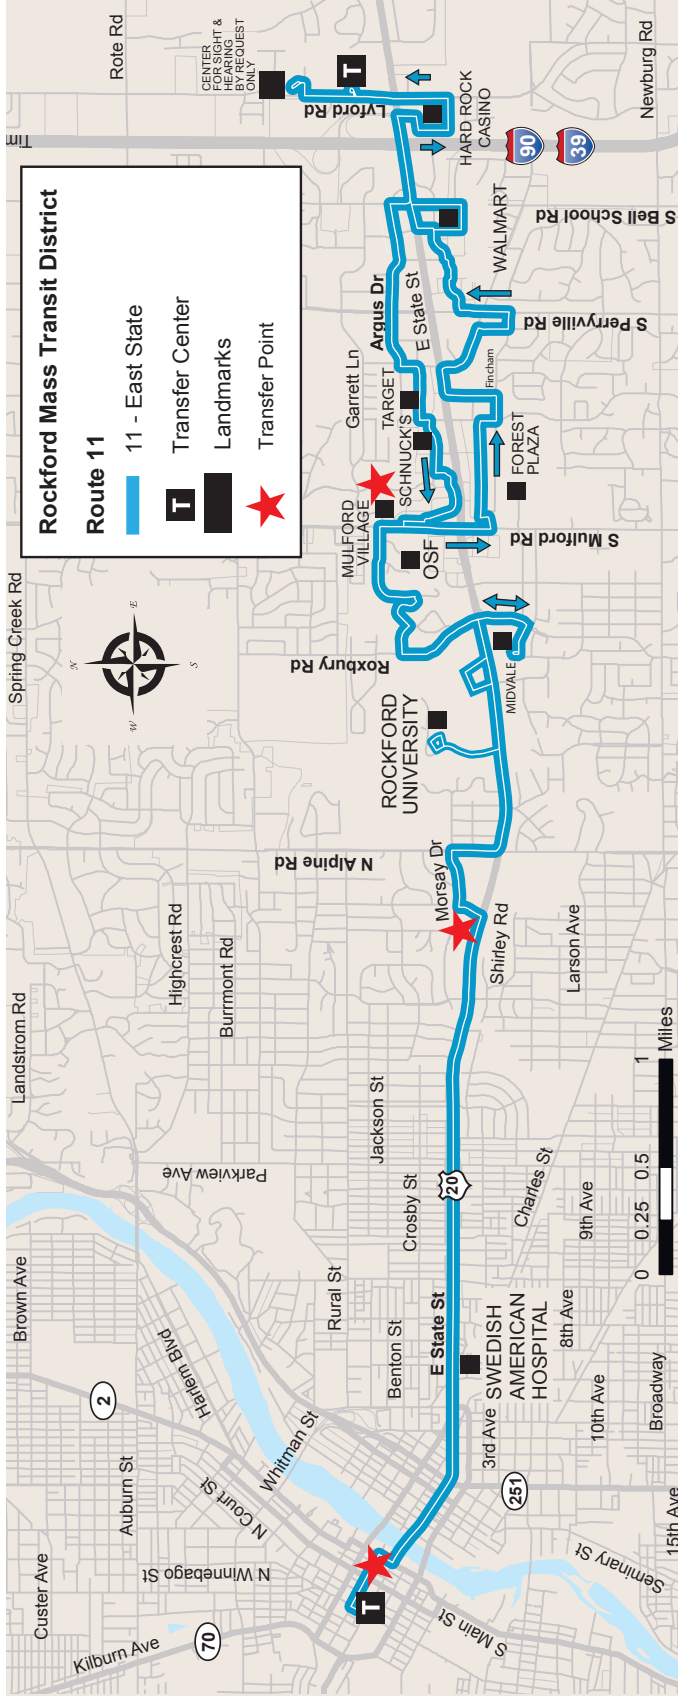 Rockford Mass Transit District
Route 11
11 - East State
T
Transfer Center
Landmarks
Transfer Point
N
E
S
W
Custer Ave
Brown Ave
Landstrom Rd
Spring Creek Rd
Tim
Rote Rd
Kilburn Ave
70
Auburn St
2
Harlem Blvd
Highcrest Rd
Burrmont Rd
Parkview Ave
N Winnebago St
N Court St
Whitman St
Rural St
Jackson St
N Alpine Rd
Roxbury Rd
MULFORD
VILLAGE
Garrett Ln
Argus Dr
Lyford Rd
CENTER
FOR SIGHT &
HEARING
BY REQUEST
ONLY
T
T
Benton St
Crosby St
E State St
20
Morsay Dr
ROCKFORD
UNIVERSITY
OSF
SCHNUCK'S
TARGET
E State St
HARD ROCK
CASINO
S Main St
3rd Ave
SWEDISH
AMERICAN
HOSPITAL
Shirley Rd
MIDVALE
Fincham
FOREST
PLAZA
WALMART
90
39
251
Charles St
Larson Ave
S Mulford Rd
S Perryville Rd
S Bell School Rd
Newburg Rd
Seminary St
8th Ave
9th Ave
10th Ave
Broadway
15th Ave
0
0.25
0.5
1
Miles